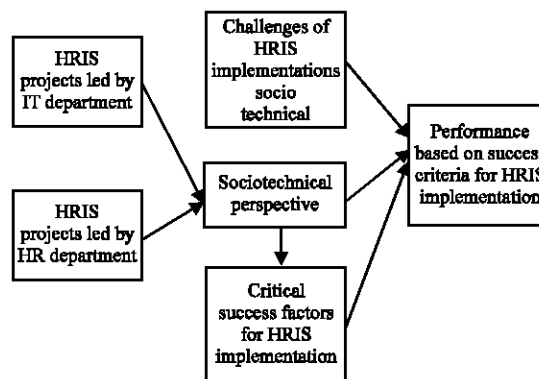 HRIS
projects led by
IT department
HRIS
projects led by
HR department
Challenges of
HRIS
implementations
socio
technical
Sociotechnical
perspective
Critical
success factors
for HRIS
implementation
Performance
based on success
criteria for HRIS
implementation